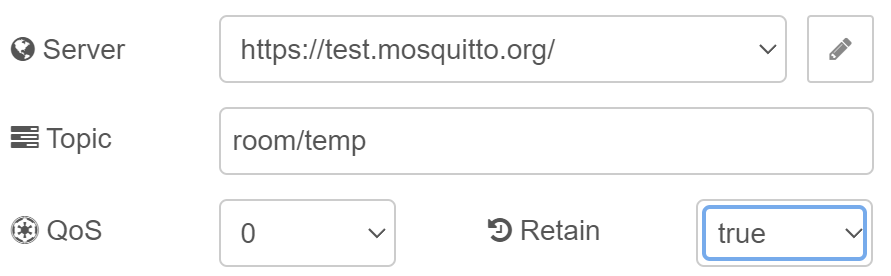 Server https://test.mosquitto.org/
Topic room/temp
QoS 0 Retain true